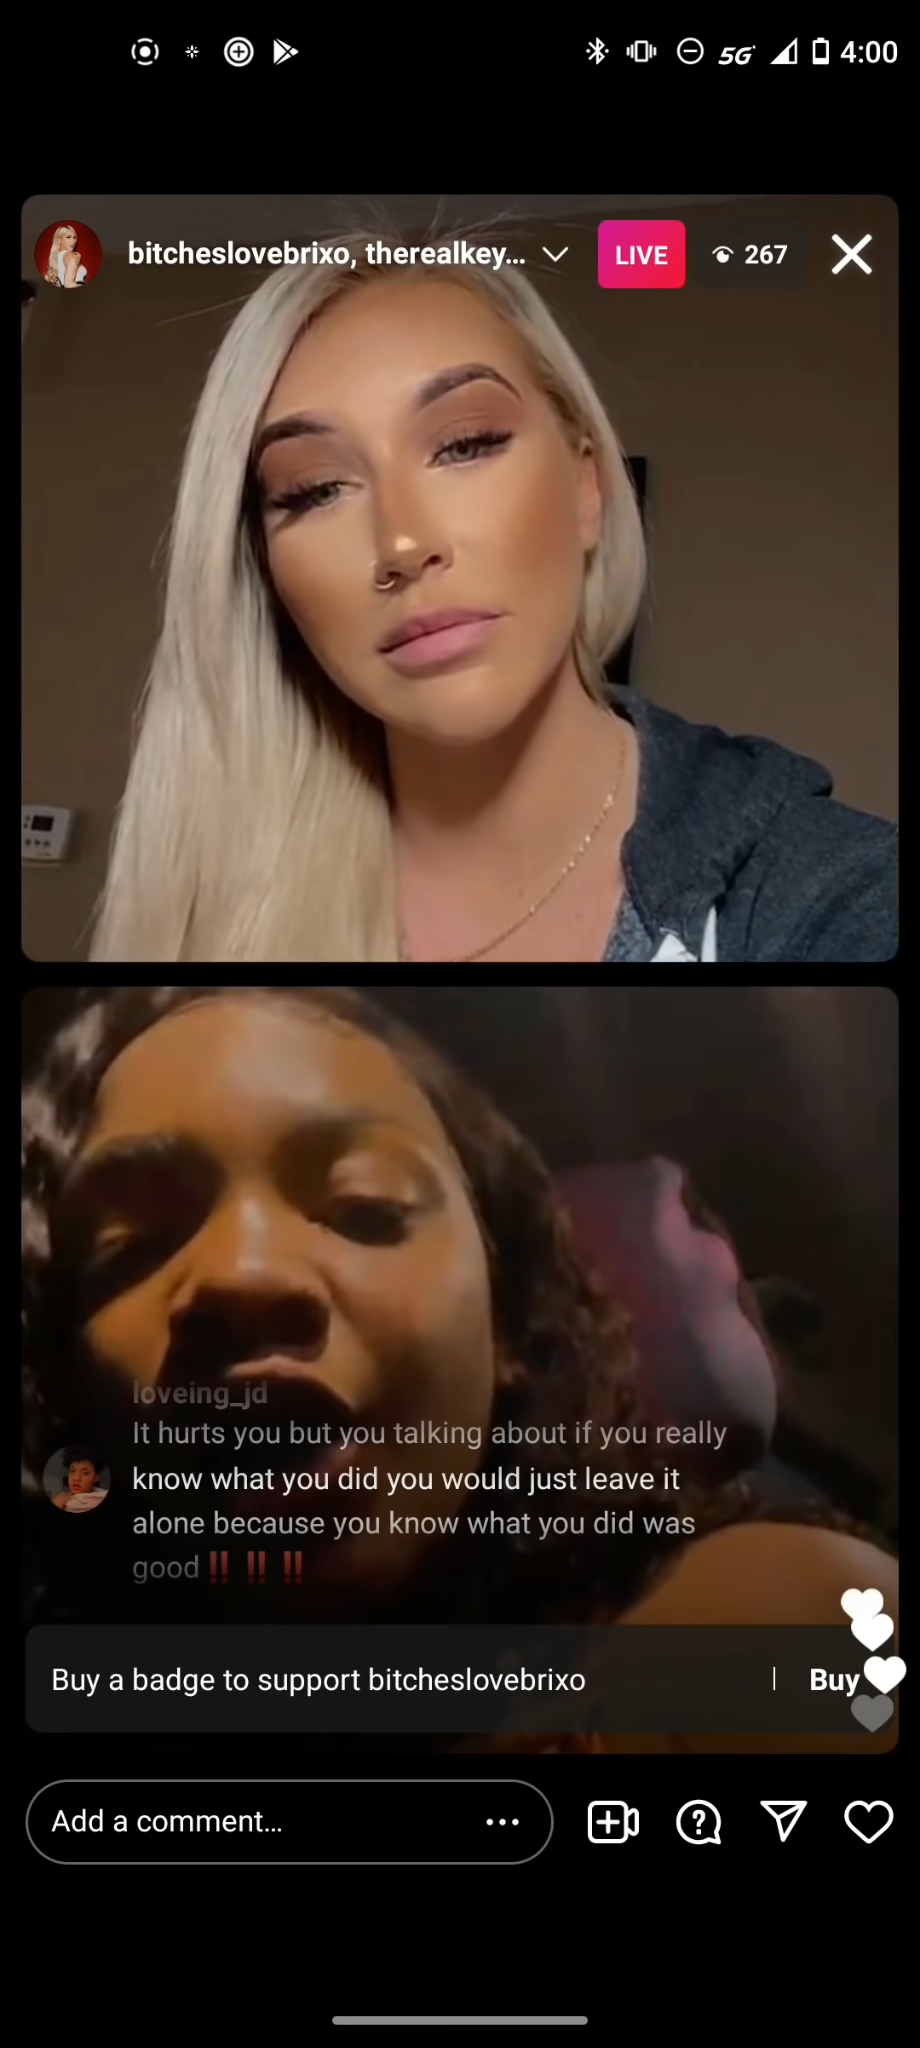 5G 4:00
bitcheslovebrixo, therealkey... LIVE 267
loveing_jd
It hurts you but you talking about if you really
know what you did you would just leave it
alone because you know what you did was
good‼️ ‼️ ‼️
Buy a badge to support bitcheslovebrixo | Buy
Add a comment...